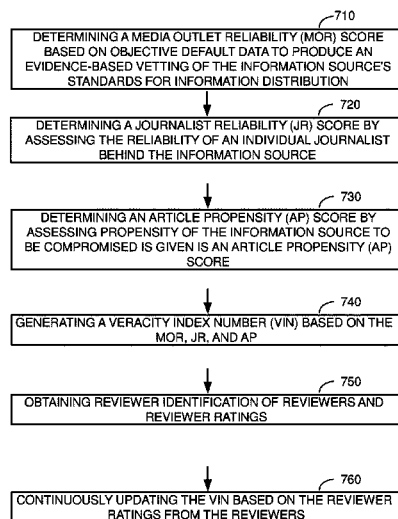 710
DETERMINING A MEDIA OUTLET RELIABILITY (MOR) SCORE
BASED ON OBJECTIVE DEFAULT DATA TO PRODUCE AN
EVIDENCE-BASED VETTING OF THE INFORMATION SOURCE'S
STANDARDS FOR INFORMATION DISTRIBUTION
720
DETERMINING A JOURNALIST RELIABILITY (JR) SCORE BY
ASSESSING THE RELIABILITY OF AN INDIVIDUAL JOURNALIST
BEHIND THE INFORMATION SOURCE
730
DETERMINING AN ARTICLE PROPENSITY (AP) SCORE BY
ASSESSING PROPENSITY OF THE INFORMATION SOURCE TO
BE COMPROMISED IS GIVEN IS AN ARTICLE PROPENSITY (AP)
SCORE
740
GENERATING A VERACITY INDEX NUMBER (VIN) BASED ON THE
MOR, JR, AND AP
750
OBTAINING REVIEWER IDENTIFICATION OF REVIEWERS AND
REVIEWER RATINGS
760
CONTINUOUSLY UPDATING THE VIN BASED ON THE REVIEWER
RATINGS FROM THE REVIEWERS